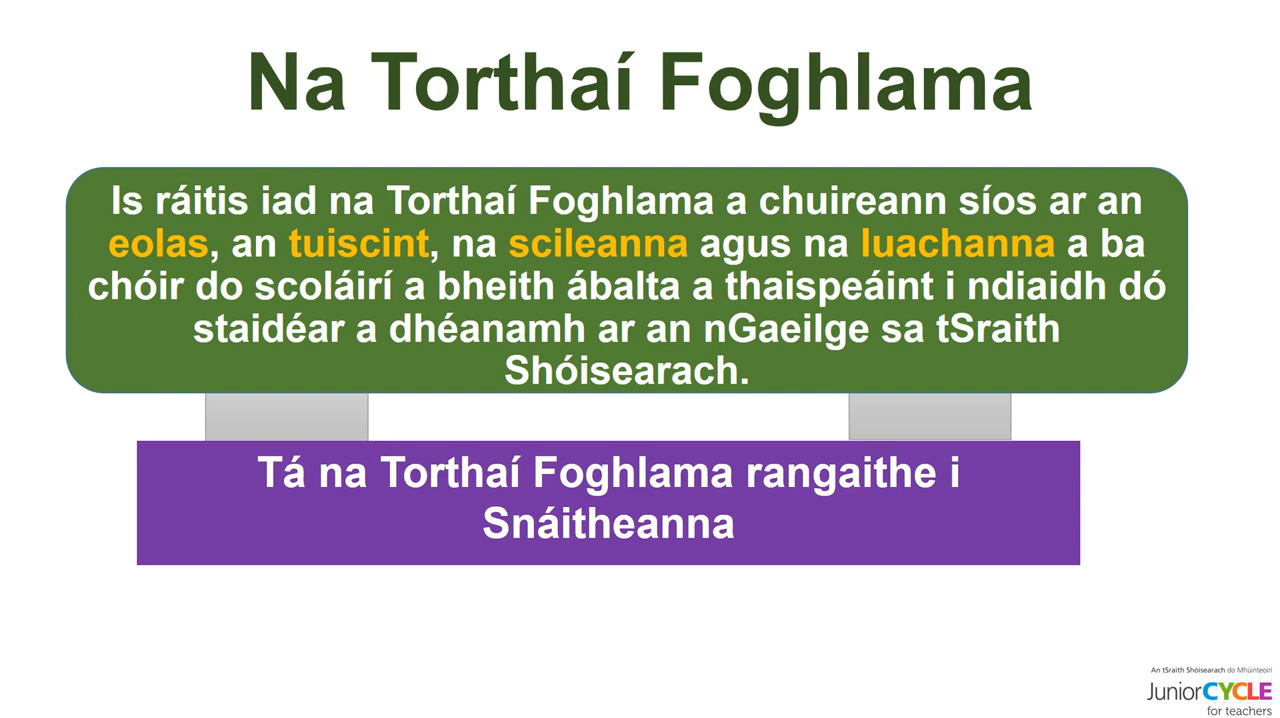 Na Torthaí Foghlama
Is ráitis iad na Torthaí Foghlama a chuireann síos ar an
eolas, an tuiscint, na scileanna agus na luachanna a ba
chóir do scoláirí a bheith ábalta a thaispeáint i ndiaidh dó
staidéar a dhéanamh ar an nGaeilge sa tSraith
Shóisearach.
Tá na Torthaí Foghlama rangaithe i
Snáitheanna
An tSraith Shóisearach do Mhúinteoirí
JuniorCYCLE
for teachers